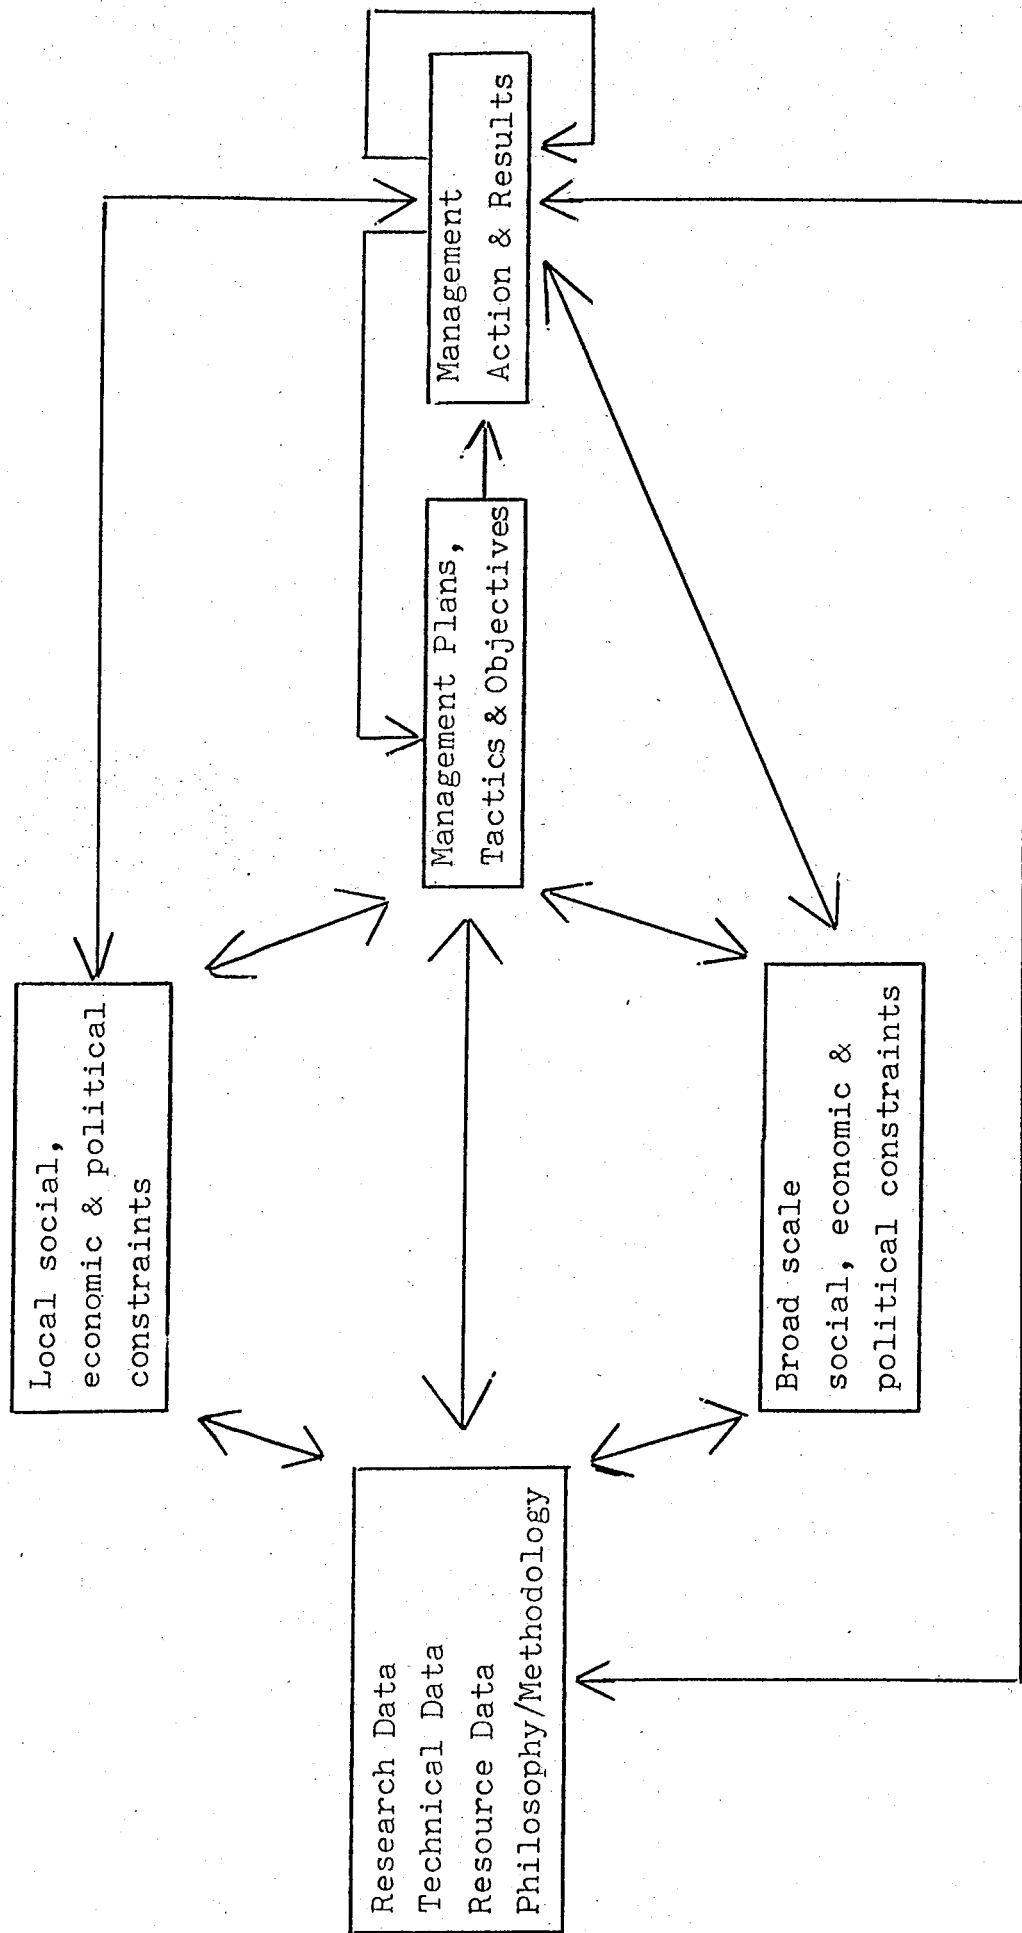 Research Data
Technical Data
Resource Data
Philosophy/Methodology
Local social,
economic & political
constraints
Broad scale
social, economic &
political constraints
Management Plans,
Tactics & Objectives
Management
Action & Results